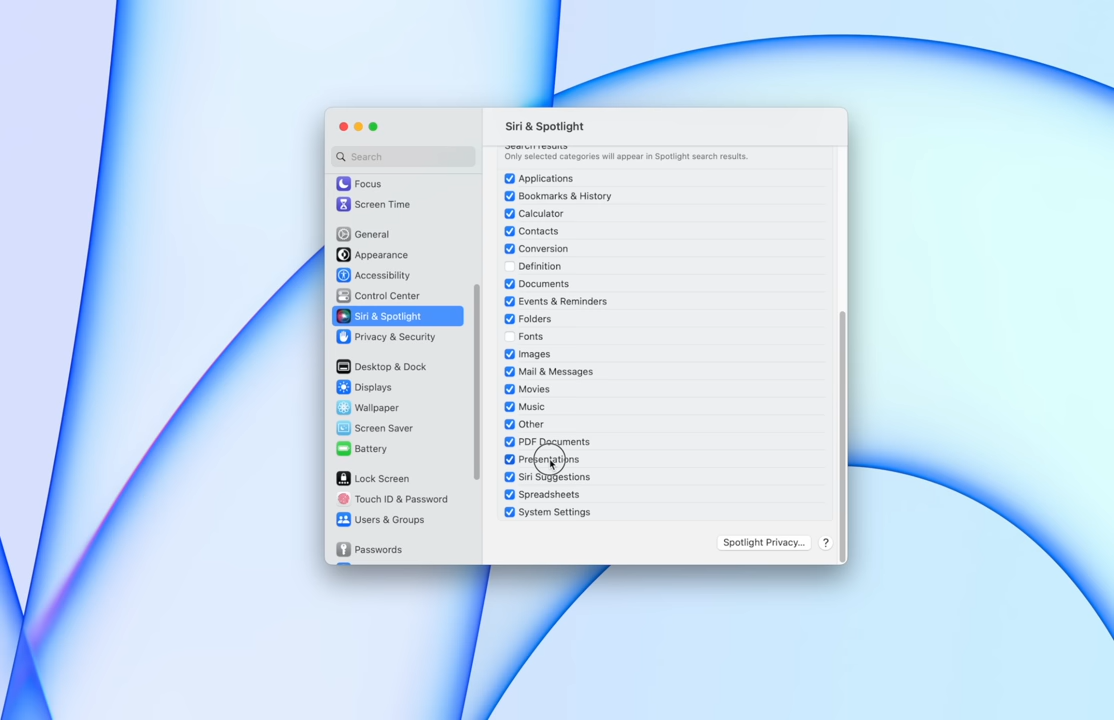 Siri & Spotlight
Search
Focus
Screen Time
General
Appearance
Accessibility
Control Center
Siri & Spotlight
Privacy & Security
Desktop & Dock
Displays
Wallpaper
Screen Saver
Battery
Lock Screen
Touch ID & Password
Users & Groups
Passwords
Search results
Only selected categories will appear in Spotlight search results.
Applications
Bookmarks & History
Calculator
Contacts
Conversion
Definition
Documents
Events & Reminders
Folders
Fonts
Images
Mail & Messages
Movies
Music
Other
PDF Documents
Presentations
Siri Suggestions
Spreadsheets
System Settings
Spotlight Privacy...
?